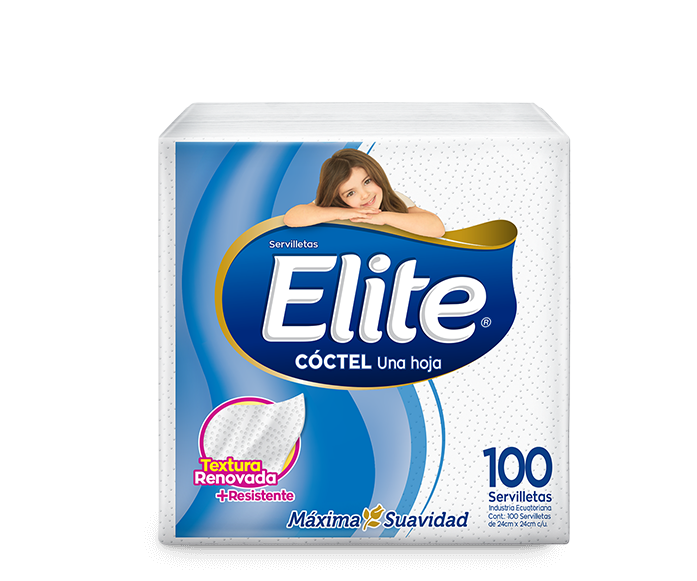 Servilletas
Elite®
CÓCTEL Una hoja
Textura
Renovada
+Resistente
Máxima Suavidad
100
Servilletas
Industria Ecuatoriana
Cont.: 100 Servilletas
de 24cm x 24cm c/u.